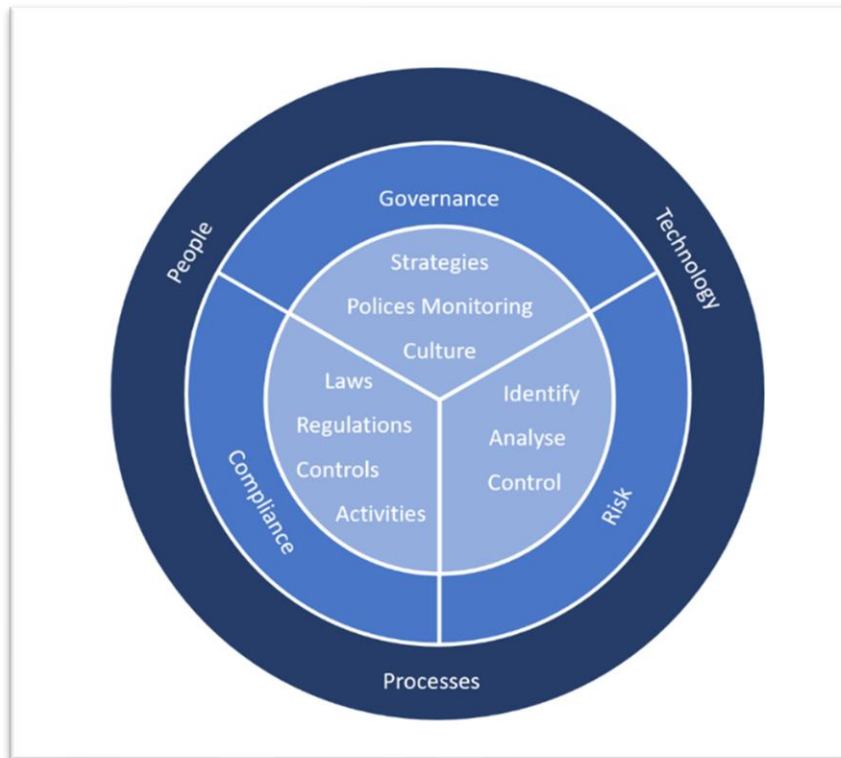 People
Technology
Governance
Strategies
Polices Monitoring
Culture
Laws
Regulations
Controls
Activities
Identify
Analyse
Control
Compliance
Risk
Processes